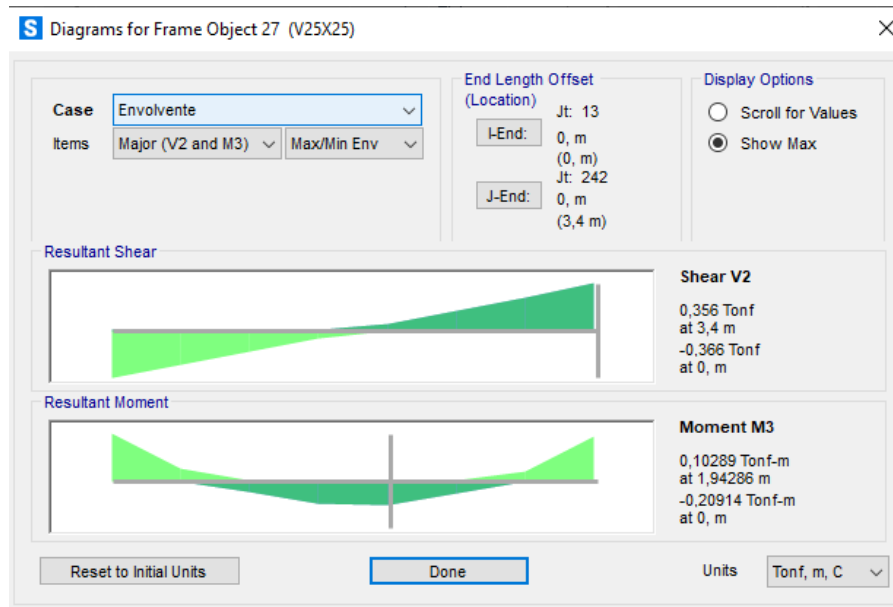 S Diagrams for Frame Object 27 (V25X25)
Case Envolvente
Items Major (V2 and M3) Max/Min Env
End Length Offset
(Location)
I-End:
Jt: 13
0, m
(0, m)
J-End:
Jt: 242
0, m
(3,4 m)
Display Options
Scroll for Values
Show Max
Resultant Shear
Shear V2
0,356 Tonf
at 3,4 m
-0,366 Tonf
at 0, m
Resultant Moment
Moment M3
0,10289 Tonf-m
at 1,94286 m
-0,20914 Tonf-m
at 0, m
Reset to Initial Units
Done
Units Tonf, m, C